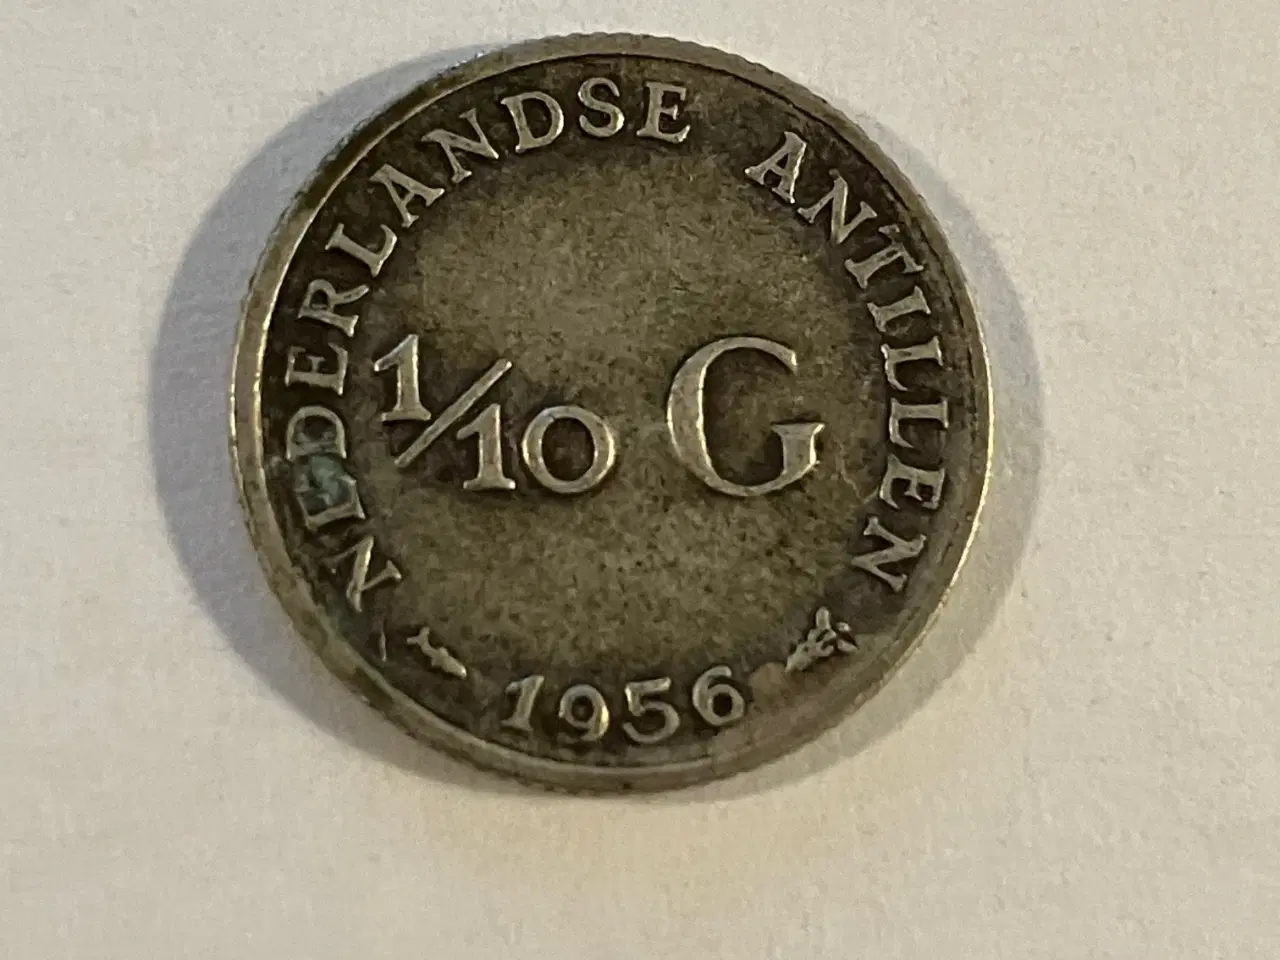 NEDERLANDSE ANTILLEN
1/10 G
1956